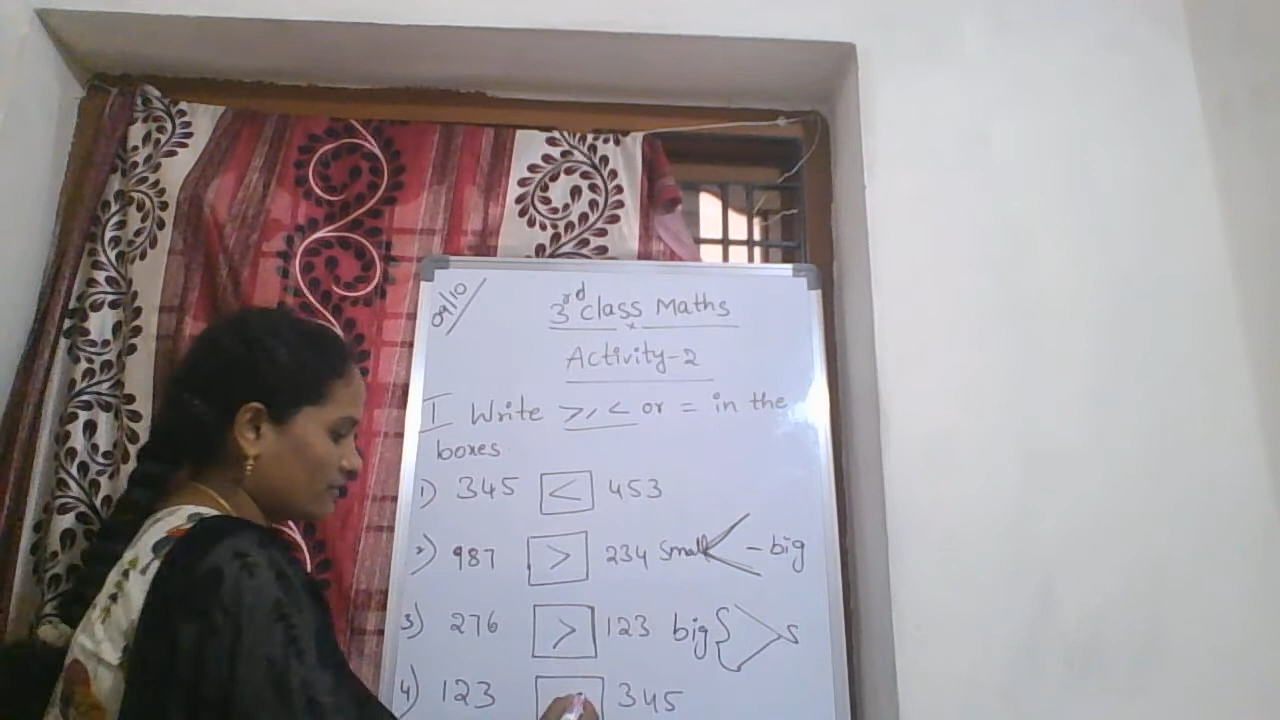 09/10
3rd class Maths
Activity-2
I Write >, < or = in the
boxes.
1) 345 < 453
2) 987 > 234 Small < - big
3) 276 > 123 big { > S
4) 123 345